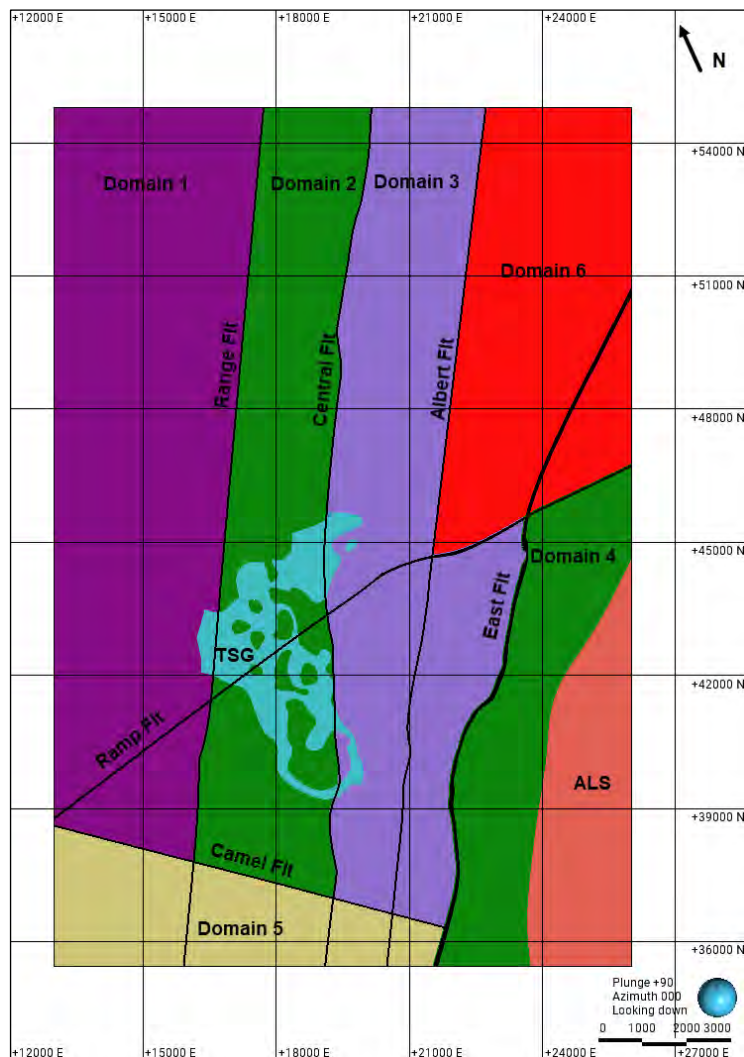 +12000 E
+15000 E
+18000 E
+21000 E
+24000 E
N
+54000 N
Domain 1
Domain 2
Domain 3
+51000 N
Domain 6
Range Flt
Central Flt
Albert Flt
+48000 N
+45000 N
Domain 4
East Flt
TSG
+42000 N
Ramp Flt
ALS
+39000 N
Camel Flt
Domain 5
+36000 N
Plunge +90
Azimuth 000
Looking down
0 1000 2000 3000
+12000 E
+15000 E
+18000 E
+21000 E
+24000 E
+27000 E